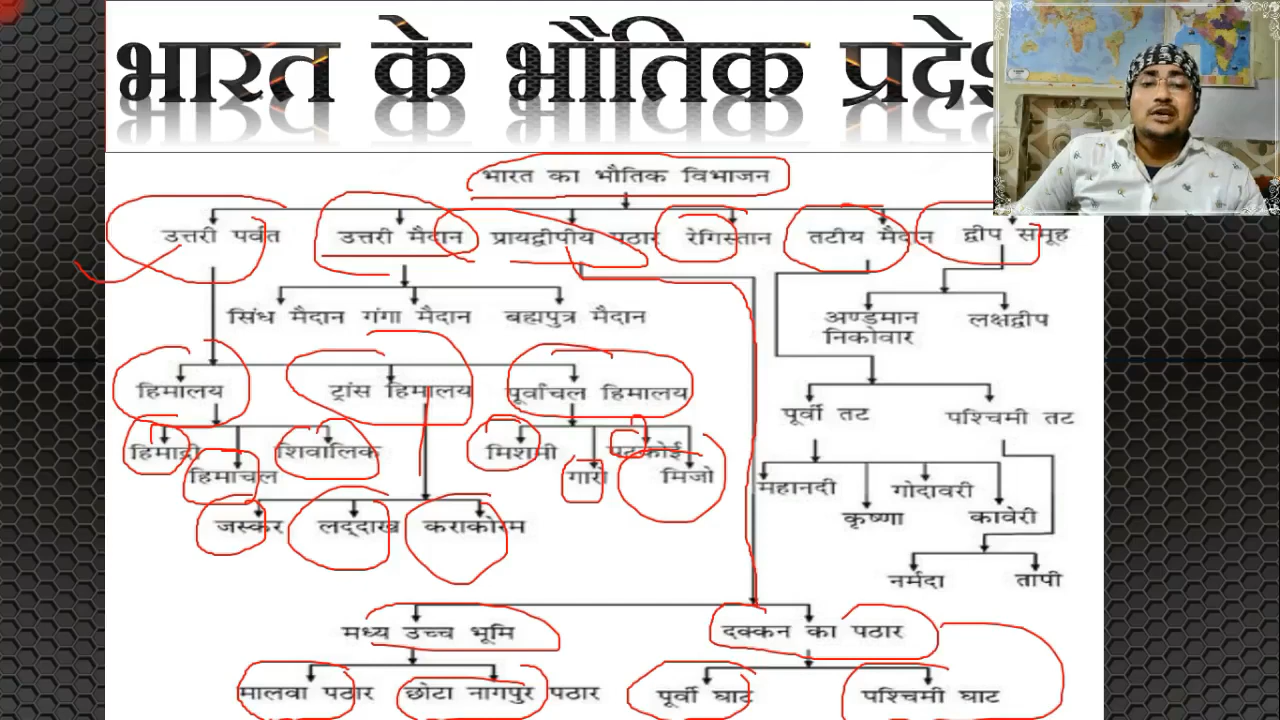 भारत के भौतिक प्रदेश
भारत का भौतिक विभाजन
उत्तरी पर्वत उत्तरी मैदान प्रायद्वीपीय पठार रेगिस्तान तटीय मैदान द्वीप समूह
सिंध मैदान गंगा मैदान बह्मपुत्र मैदान
अण्डमान निकोवार लक्षद्वीप
हिमालय ट्रांस हिमालय पूर्वांचल हिमालय
पूर्वी तट पश्चिमी तट
हिमाद्री शिवालिक मिशमी पटकोई
हिमाचल गारो मिजो
महानदी गोदावरी
कृष्णा कावेरी
जस्कर लद्दाख कराकोरम
नर्मदा तापी
मध्य उच्च भूमि दक्कन का पठार
मालवा पठार छोटा नागपुर पठार पूर्वी घाट पश्चिमी घाट